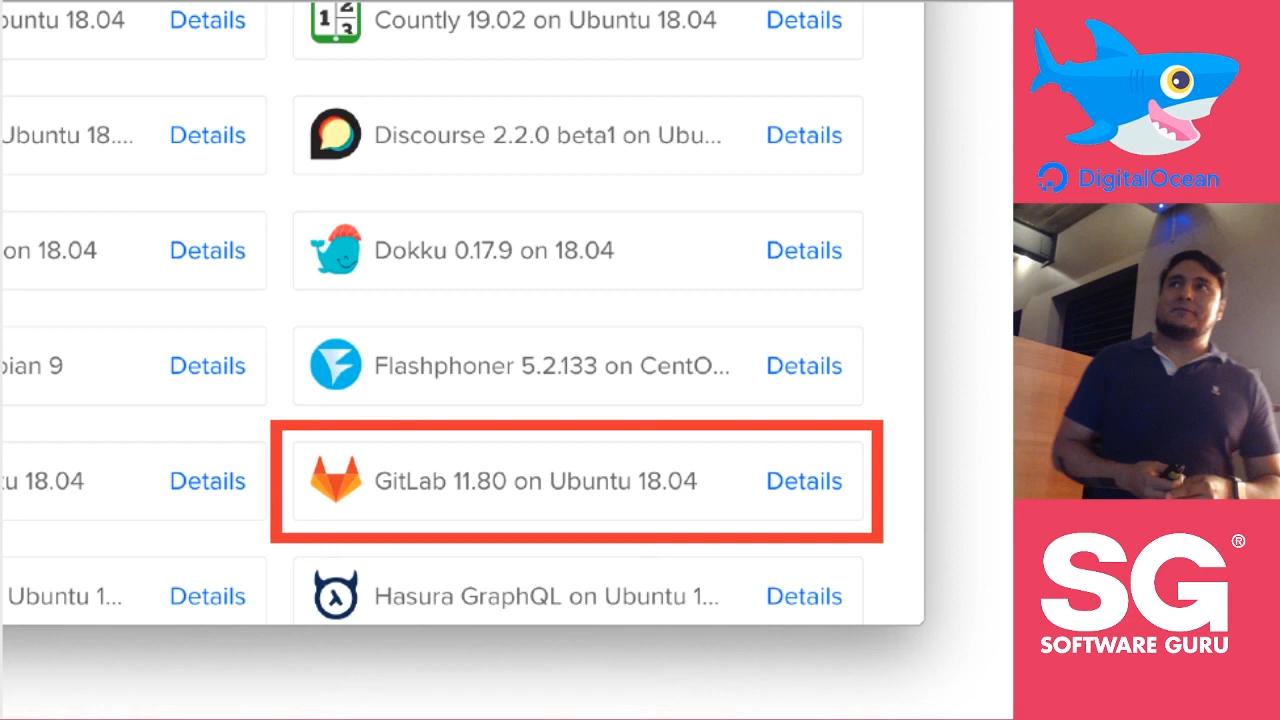 buntu 18.04 Details
Countly 19.02 on Ubuntu 18.04 Details
Ubuntu 18.... Details
Discourse 2.2.0 beta1 on Ubu... Details
on 18.04 Details
Dokku 0.17.9 on 18.04 Details
bian 9 Details
Flashphoner 5.2.133 on CentO... Details
tu 18.04 Details
GitLab 11.80 on Ubuntu 18.04 Details
Ubuntu 1... Details
Hasura GraphQL on Ubuntu 1... Details
DigitalOcean
SG®
SOFTWARE GURU